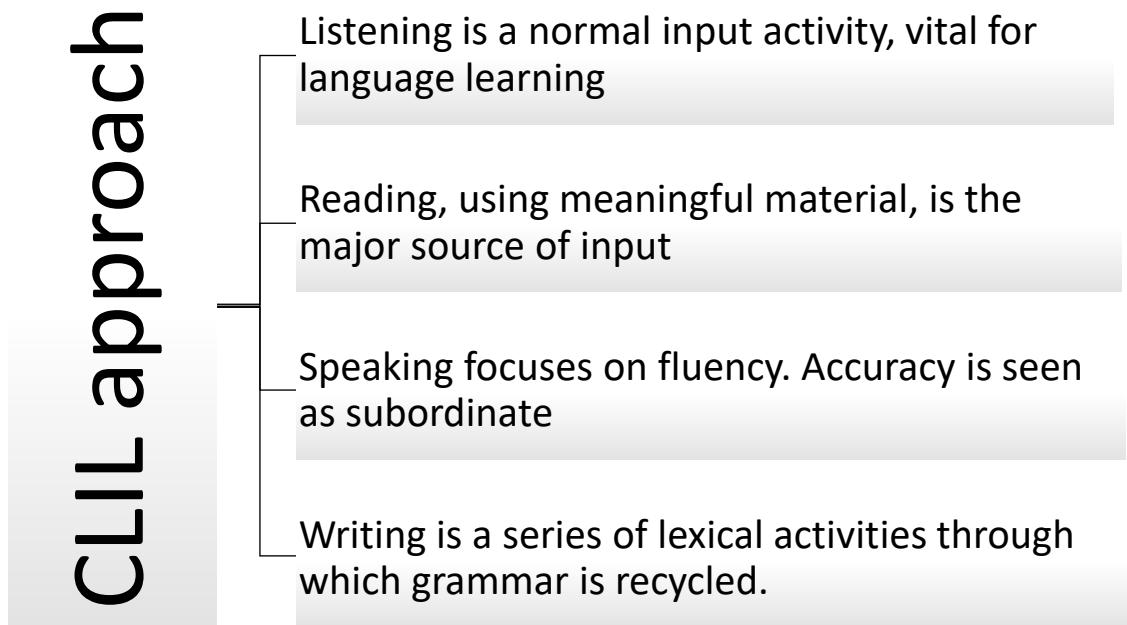 CLIL approach
Listening is a normal input activity, vital for
language learning
Reading, using meaningful material, is the
major source of input
Speaking focuses on fluency. Accuracy is seen
as subordinate
Writing is a series of lexical activities through
which grammar is recycled.